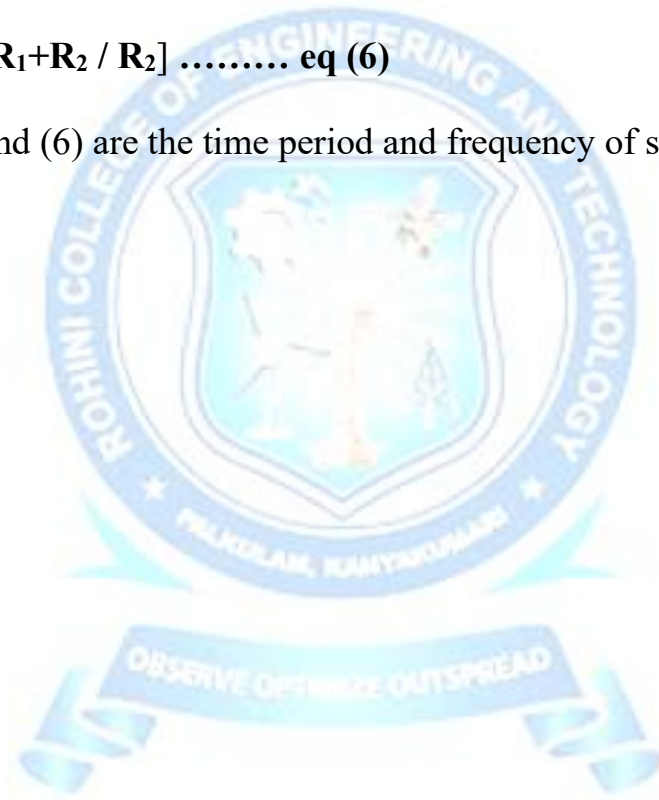 R₁+R₂ / R₂] ……… eq (6)
nd (6) are the time period and frequency of s
ROHINI COLLEGE OF ENGINEERING AND TECHNOLOGY
PALKULAM, KANYAKUMARI
OBSERVE OPTIMIZE OUTSPREAD